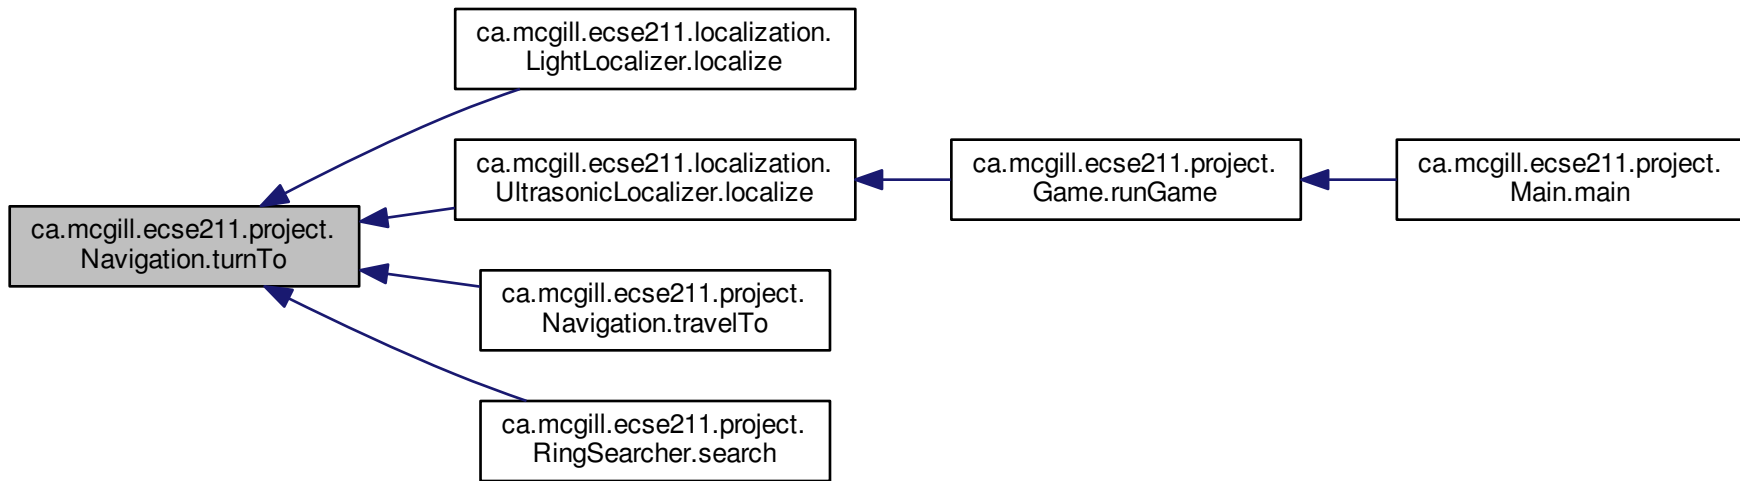 ca.mcgill.ecse211.localization.
LightLocalizer.localize
ca.mcgill.ecse211.localization.
UltrasonicLocalizer.localize
ca.mcgill.ecse211.project.
Game.runGame
ca.mcgill.ecse211.project.
Main.main
ca.mcgill.ecse211.project.
Navigation.turnTo
ca.mcgill.ecse211.project.
Navigation.travelTo
ca.mcgill.ecse211.project.
RingSearcher.search